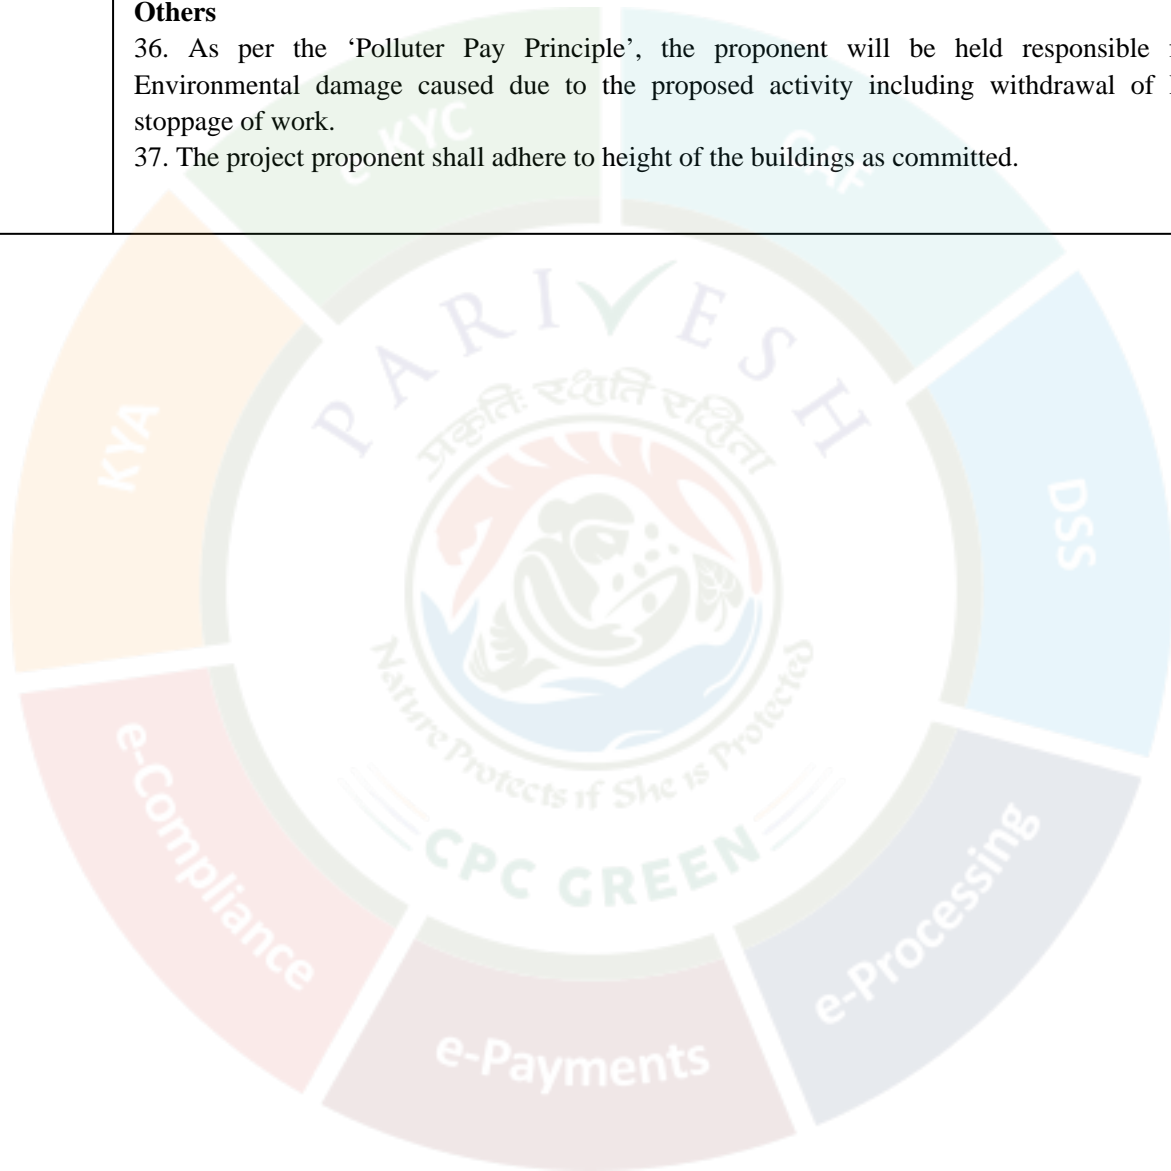 Others
36. As per the ‘Polluter Pay Principle’, the proponent will be held responsible
Environmental damage caused due to the proposed activity including withdrawal of
stoppage of work.
37. The project proponent shall adhere to height of the buildings as committed.
e-KYC
CAF
KYA
DSS
PARIVESH
प्रकृतिः रक्षति रक्षिता
Nature Protects if She is Protected
CPC GREEN
e-Compliance
e-Processing
e-Payments